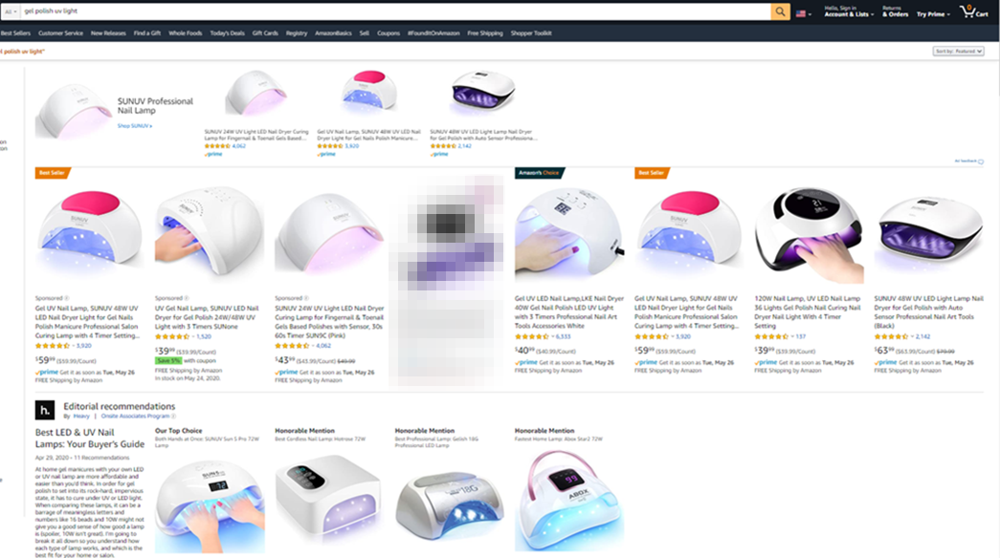 All
gel polish uv light
Hello, Sign in
Account & Lists
Returns
& Orders
Try Prime
0
Cart
Best Sellers Customer Service New Releases Find a Gift Whole Foods Today's Deals Gift Cards Registry AmazonBasics Sell Coupons #FoundItOnAmazon Free Shipping Shopper Toolkit
l polish uv light"
Sort by: Featured
SUNUV Professional
Nail Lamp
Shop SUNUV
SUNUV 24W UV Light LED Nail Dryer Curing
Lamp for Fingernail & Toenail Gels Based...
4,062
prime
Gel UV Nail Lamp, SUNUV 48W UV LED Nail
Dryer Light for Gel Nails Polish Manicure...
3,920
prime
SUNUV 48W UV LED Light Lamp Nail Dryer
for Gel Polish with Auto Sensor Professiona...
2,142
prime
Ad feedback
Best Seller
Sponsored
Gel UV Nail Lamp, SUNUV 48W UV
LED Nail Dryer Light for Gel Nails
Polish Manicure Professional Salon
Curing Lamp with 4 Timer Setting...
3,920
$5999 ($59.99/Count)
prime Get it as soon as Tue, May 26
FREE Shipping by Amazon
Sponsored
UV Gel Nail Lamp, SUNUV LED Nail
Dryer for Gel Polish 24W/48W UV
Light with 3 Timers SUNone
1,520
$3999 ($39.99/Count)
Save 5% with coupon
FREE Shipping by Amazon
In stock on May 24, 2020.
Sponsored
SUNUV 24W UV Light LED Nail Dryer
Curing Lamp for Fingernail & Toenail
Gels Based Polishes with Sensor, 30s
60s Timer SUN9C (Pink)
4,062
$4399 ($43.99/Count) $49.99
prime Get it as soon as Tue, May 26
FREE Shipping by Amazon
Amazon's Choice
Gel UV LED Nail Lamp,LKE Nail Dryer
40W Gel Nail Polish LED UV Light
with 3 Timers Professional Nail Art
Tools Accessories White
6,333
$4099 ($40.99/Count)
prime Get it as soon as Tue, May 26
FREE Shipping by Amazon
Best Seller
Gel UV Nail Lamp, SUNUV 48W UV
LED Nail Dryer Light for Gel Nails
Polish Manicure Professional Salon
Curing Lamp with 4 Timer Setting...
3,920
$5999 ($59.99/Count)
prime Get it as soon as Tue, May 26
FREE Shipping by Amazon
120W Nail Lamp, UV LED Nail Lamp
36 Lights Gel Polish Nail Curing Nail
Dryer Nail Light With 4 Timer
Setting
137
$3999 ($39.99/Count)
prime Get it as soon as Tue, May 26
FREE Shipping by Amazon
SUNUV 48W UV LED Light Lamp Nail
Dryer for Gel Polish with Auto
Sensor Professional Nail Art Tools
(Black)
2,142
$6399 ($63.99/Count) $79.99
prime Get it as soon as Tue, May 26
FREE Shipping by Amazon
h.
Editorial recommendations
By Heavy | Onsite Associates Program
Best LED & UV Nail
Lamps: Your Buyer's Guide
Apr 29, 2020 - 11 Recommendations
At home gel manicures with your own LED
or UV nail lamp are more affordable and
easier than you'd think. In order for gel
polish to set into its rock-hard, impervious
state, it has to cure under UV or LED light.
When comparing these lamps, it can be a
barrage of meaningless letters and
numbers like 16 beads and 10W might not
give you a good sense of how good a lamp
is (spoiler, 10W isn't great). I'm going to
break it all down so you understand how
each type of lamp works, and which is the
best fit for your home or salon.
Our Top Choice
Both Hands at Once: SUNUV Sun 5 Pro 72W
Lamp
Honorable Mention
Best Cordless Nail Lamp: Melrose 72W
Honorable Mention
Best Professional Lamp: Gelish 18G
Professional LED Lamp
18G
Honorable Mention
Fastest Home Lamp: Abox Star2 72W
99
ABOX